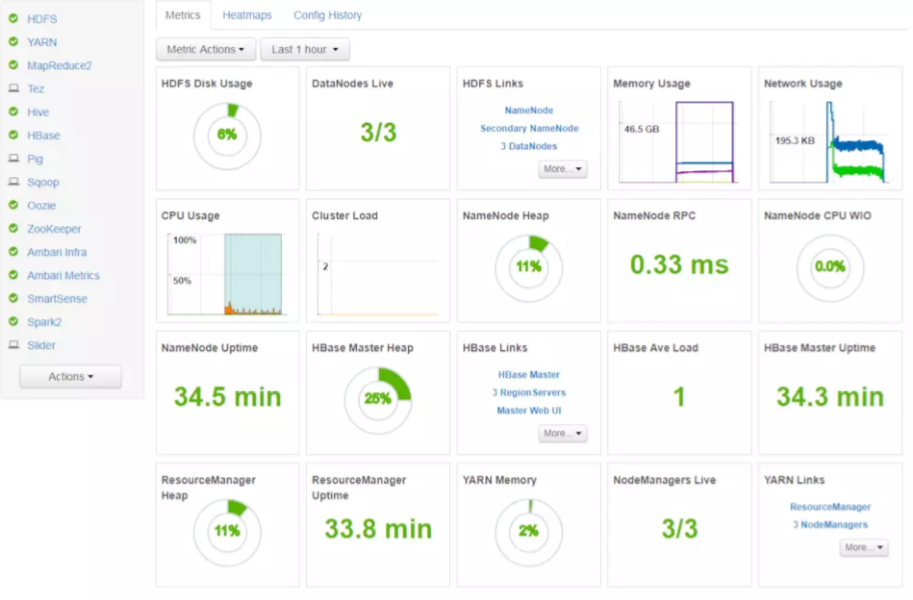 HDFS
YARN
MapReduce2
Tez
Hive
HBase
Pig
Sqoop
Oozie
ZooKeeper
Ambari Infra
Ambari Metrics
SmartSense
Spark2
Slider
Actions
Metrics Heatmaps Config History
Metric Actions Last 1 hour
HDFS Disk Usage
6%
DataNodes Live
3/3
HDFS Links
NameNode
Secondary NameNode
3 DataNodes
More...
Memory Usage
46.5 GB
Network Usage
195.3 KB
CPU Usage
100%
50%
Cluster Load
2
NameNode Heap
11%
NameNode RPC
0.33 ms
NameNode CPU WIO
0.0%
NameNode Uptime
34.5 min
HBase Master Heap
25%
HBase Links
HBase Master
3 RegionServers
Master Web UI
More...
HBase Ave Load
1
HBase Master Uptime
34.3 min
ResourceManager
Heap
11%
ResourceManager
Uptime
33.8 min
YARN Memory
2%
NodeManagers Live
3/3
YARN Links
ResourceManager
3 NodeManagers
More...